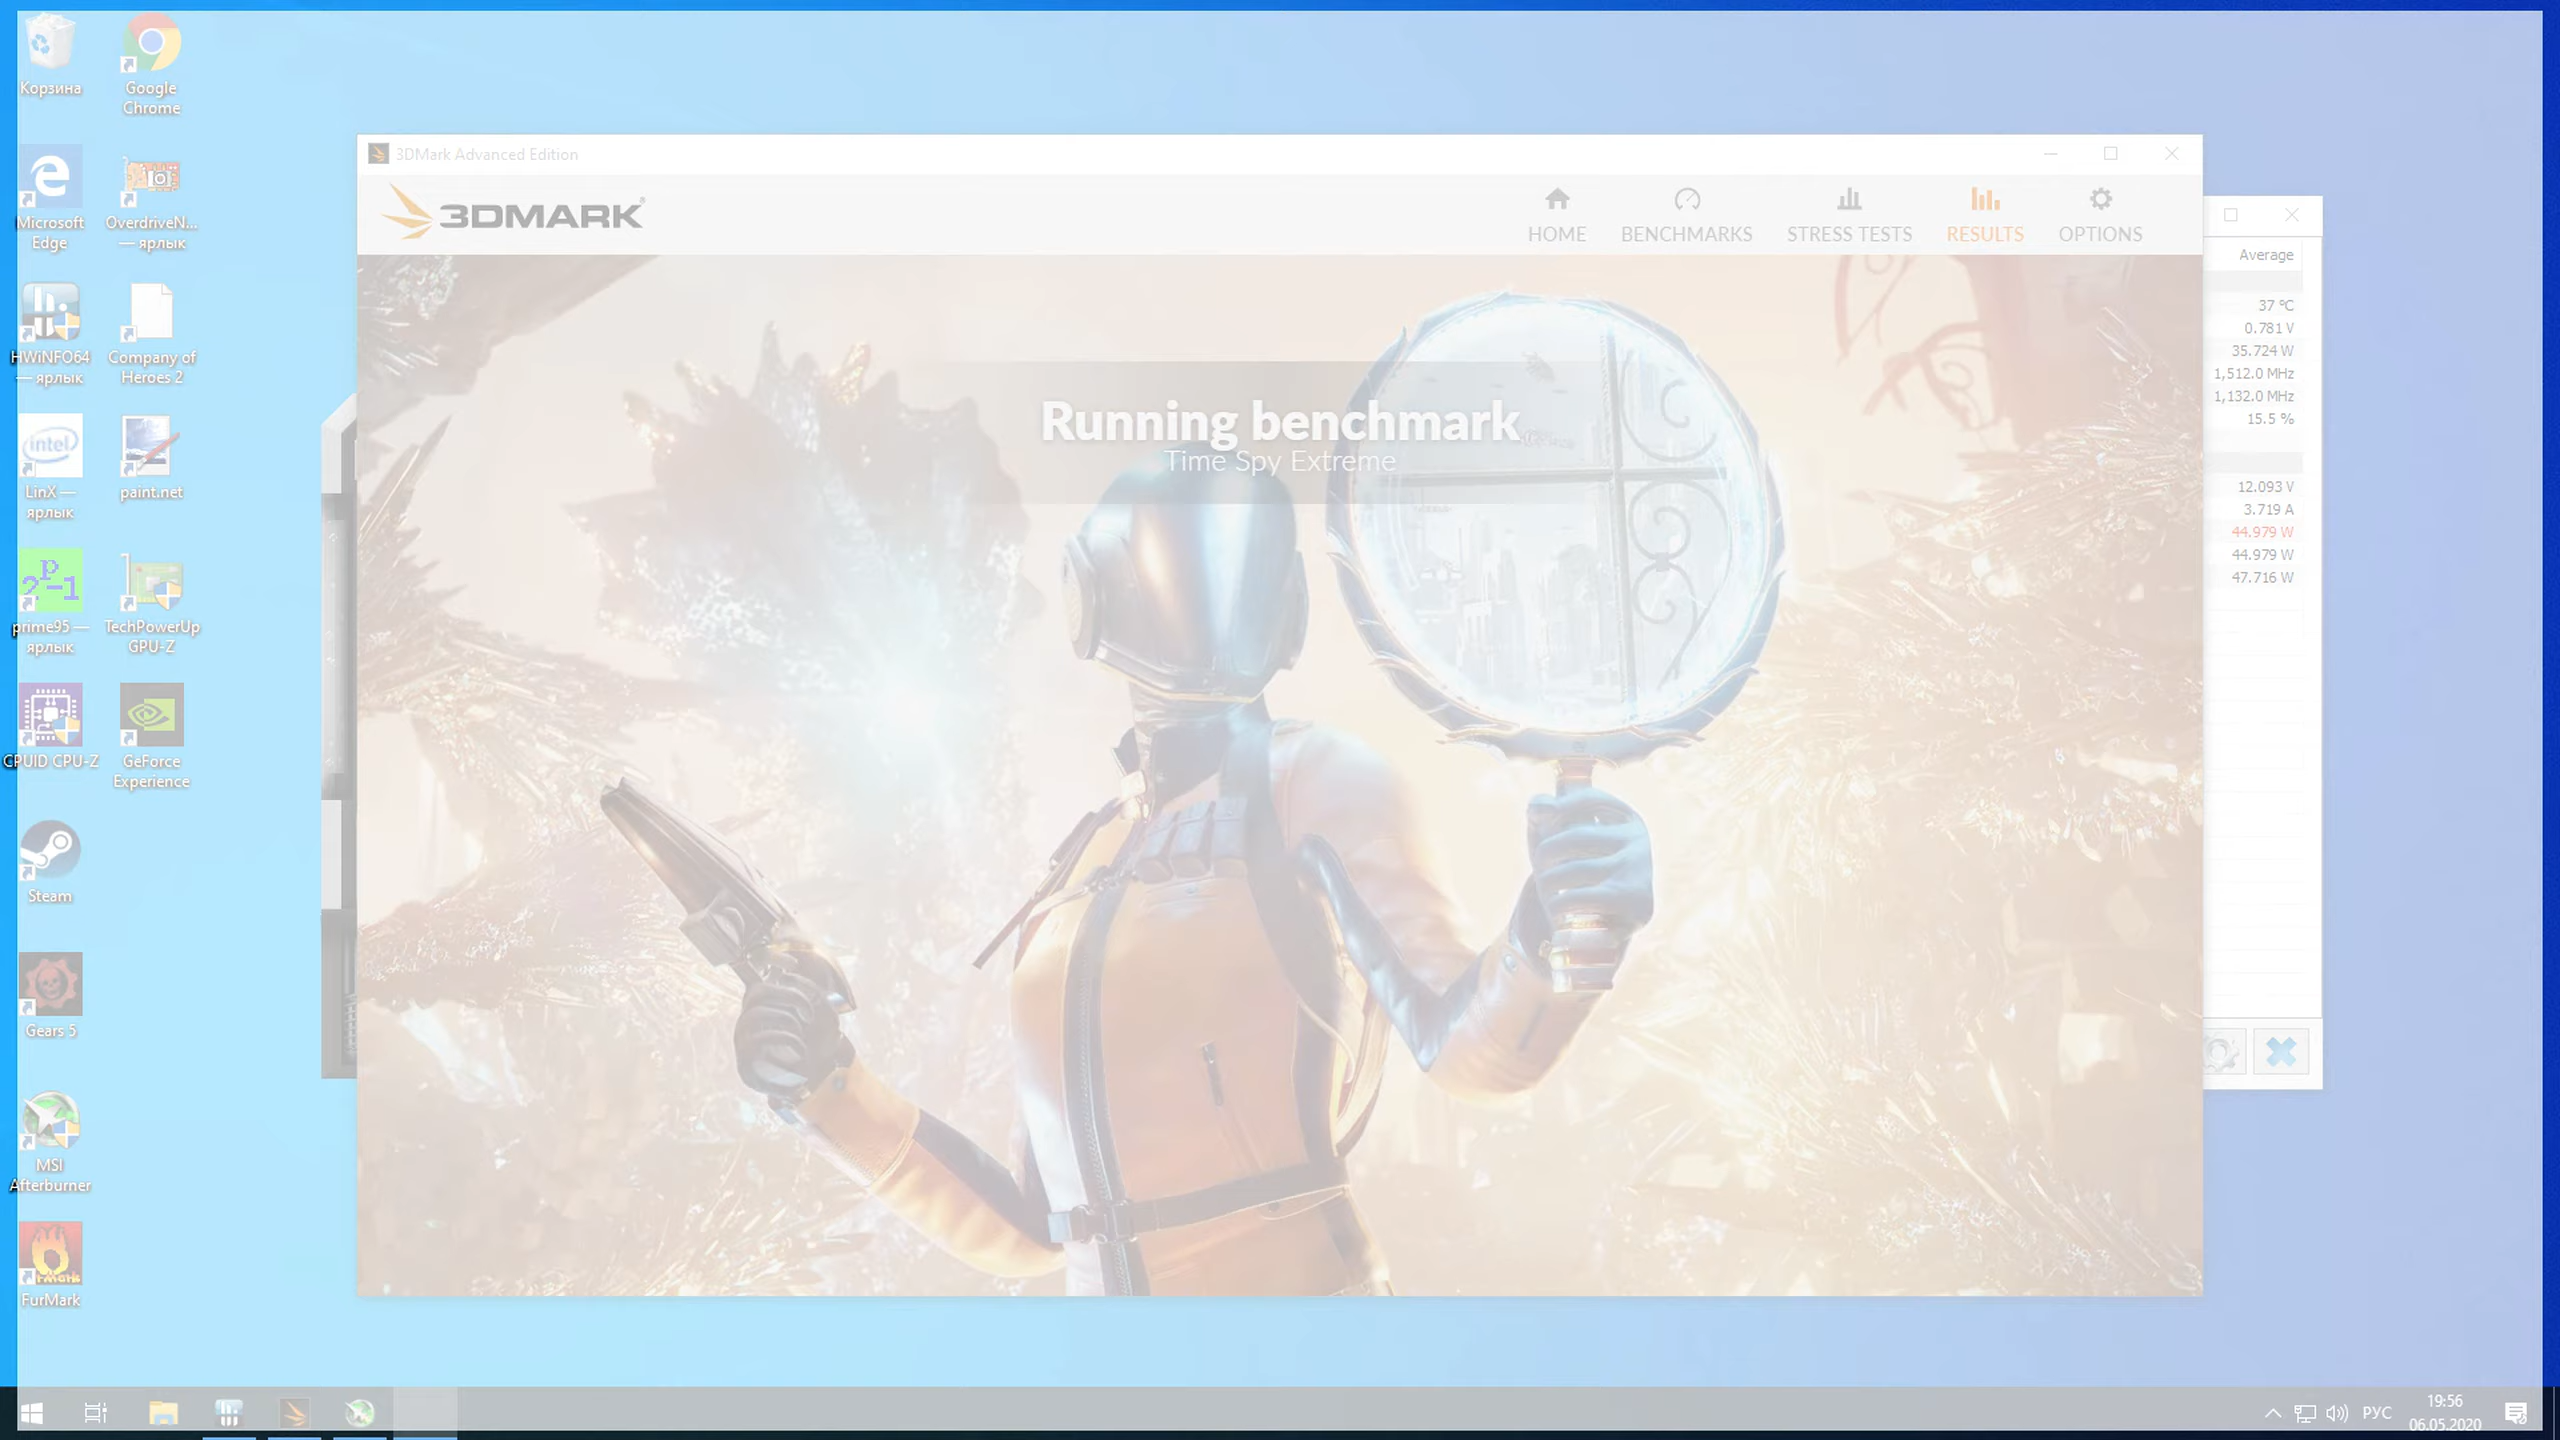 Корзина
Google
Chrome
Microsoft
Edge
OverdriveN...
— ярлык
HWiNFO64
— ярлык
Company of
Heroes 2
intel
LinX —
ярлык
paint.net
2^p-1
prime95 —
ярлык
TechPowerUp
GPU-Z
CPUID CPU-Z
GeForce
Experience
Steam
Gears 5
MSI
Afterburner
FurMark
3DMark Advanced Edition
3DMARK®
HOME
BENCHMARKS
STRESS TESTS
RESULTS
OPTIONS
Running benchmark
Time Spy Extreme
Average
37 °C
0.781 V
35.724 W
1,512.0 MHz
1,132.0 MHz
15.5 %
12.093 V
3.719 A
44.979 W
44.979 W
47.716 W
РУС
19:56
06.05.2020